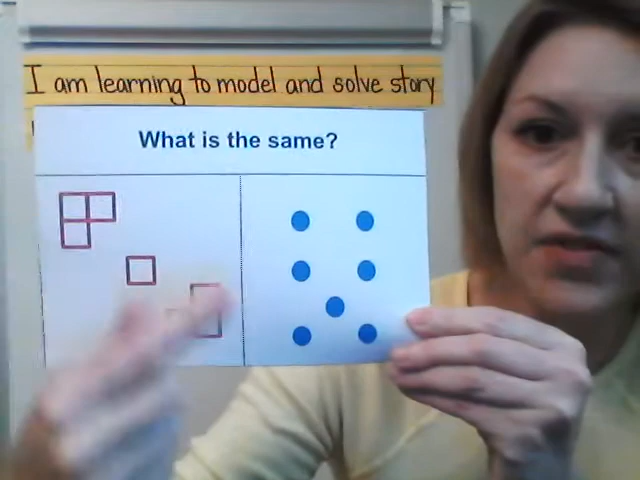 I am learning to model and solve story
What is the same?